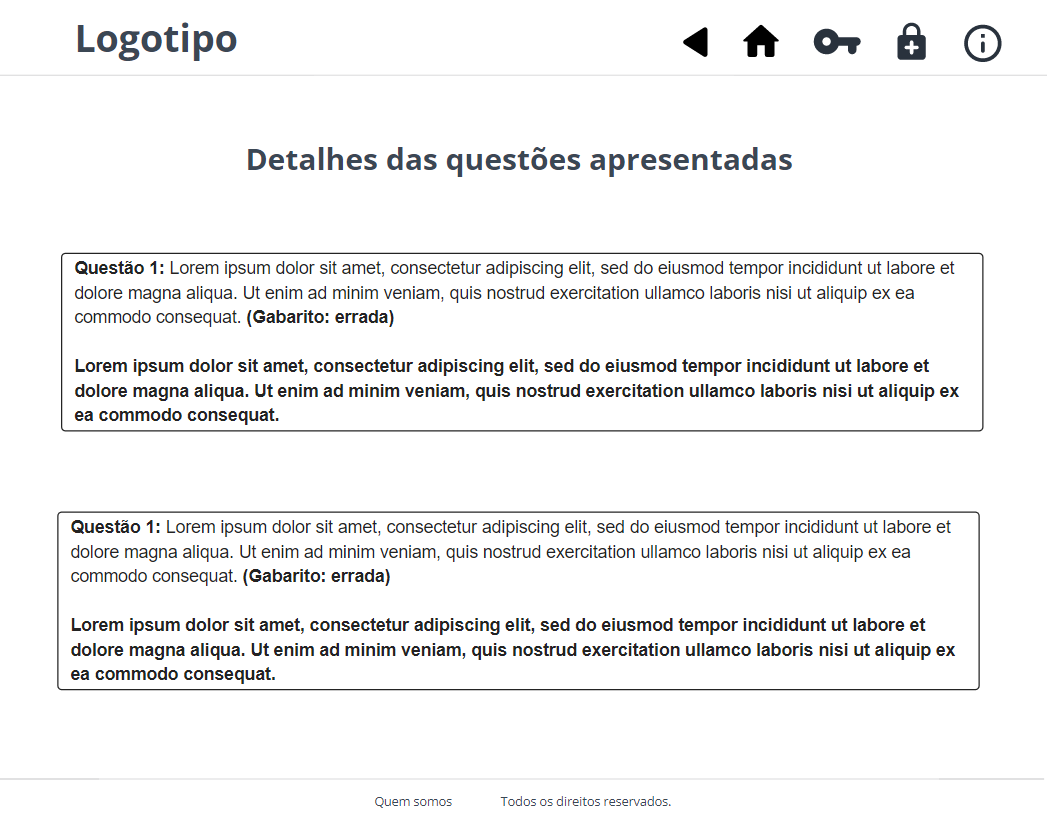 Logotipo
Detalhes das questões apresentadas
Questão 1: Lorem ipsum dolor sit amet, consectetur adipiscing elit, sed do eiusmod tempor incididunt ut labore et
dolore magna aliqua. Ut enim ad minim veniam, quis nostrud exercitation ullamco laboris nisi ut aliquip ex ea
commodo consequat. (Gabarito: errada)
Lorem ipsum dolor sit amet, consectetur adipiscing elit, sed do eiusmod tempor incididunt ut labore et
dolore magna aliqua. Ut enim ad minim veniam, quis nostrud exercitation ullamco laboris nisi ut aliquip ex
ea commodo consequat.
Questão 1: Lorem ipsum dolor sit amet, consectetur adipiscing elit, sed do eiusmod tempor incididunt ut labore et
dolore magna aliqua. Ut enim ad minim veniam, quis nostrud exercitation ullamco laboris nisi ut aliquip ex ea
commodo consequat. (Gabarito: errada)
Lorem ipsum dolor sit amet, consectetur adipiscing elit, sed do eiusmod tempor incididunt ut labore et
dolore magna aliqua. Ut enim ad minim veniam, quis nostrud exercitation ullamco laboris nisi ut aliquip ex
ea commodo consequat.
Quem somos Todos os direitos reservados.